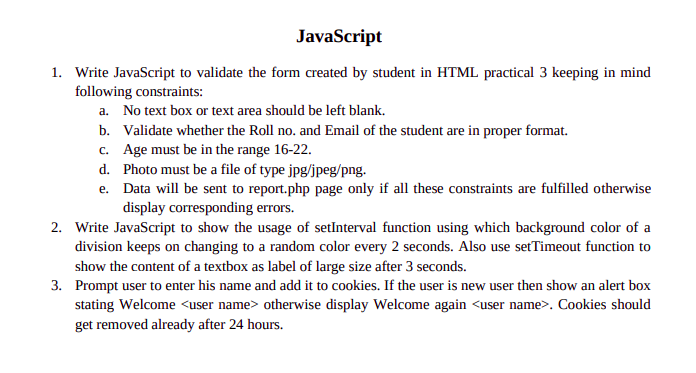 JavaScript
1. Write JavaScript to validate the form created by student in HTML practical 3 keeping in mind
following constraints:
a. No text box or text area should be left blank.
b. Validate whether the Roll no. and Email of the student are in proper format.
c. Age must be in the range 16-22.
d. Photo must be a file of type jpg/jpeg/png.
e. Data will be sent to report.php page only if all these constraints are fulfilled otherwise
display corresponding errors.
2. Write JavaScript to show the usage of setInterval function using which background color of a
division keeps on changing to a random color every 2 seconds. Also use setTimeout function to
show the content of a textbox as label of large size after 3 seconds.
3. Prompt user to enter his name and add it to cookies. If the user is new user then show an alert box
stating Welcome <user name> otherwise display Welcome again <user name>. Cookies should
get removed already after 24 hours.